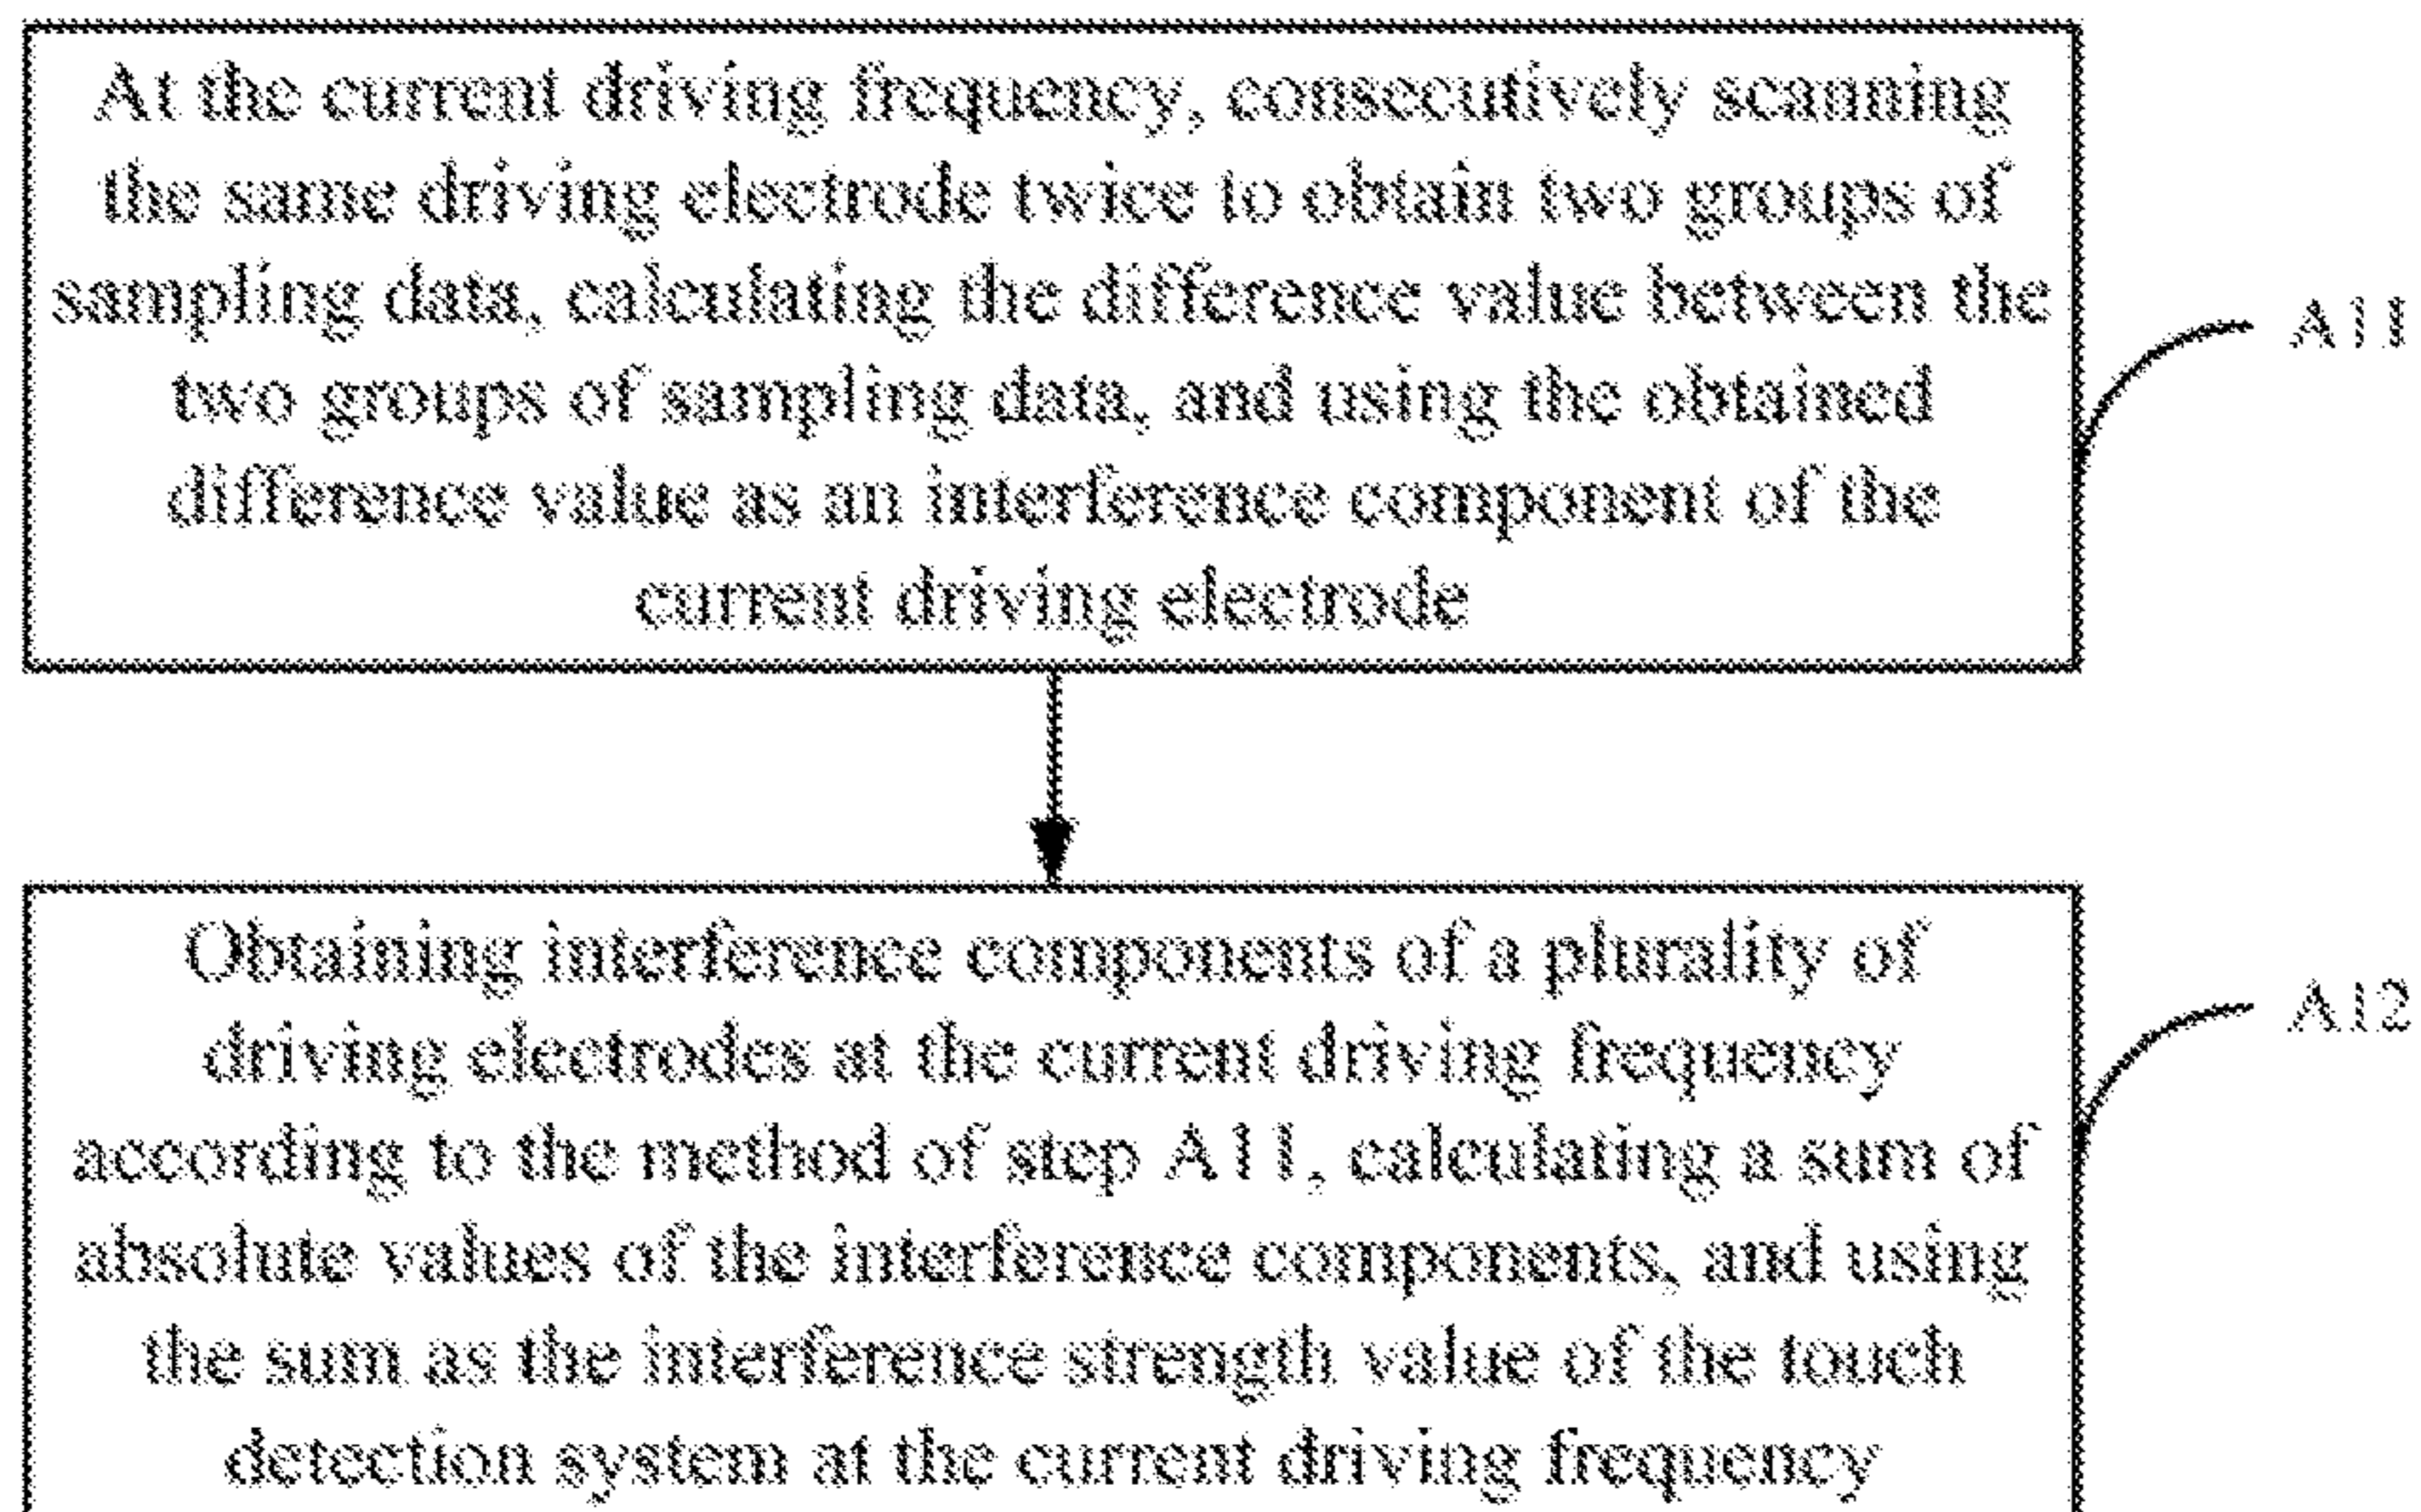 At the current driving frequency, consecutively scanning
the same driving electrode twice to obtain two groups of
sampling data, calculating the difference value between the
two groups of sampling data, and using the obtained
difference value as an interference component of the
current driving electrode
A11
Obtaining interference components of a plurality of
driving electrodes at the current driving frequency
according to the method of step A11, calculating a sum of
absolute values of the interference components, and using
the sum as the interference strength value of the touch
detection system at the current driving frequency
A12